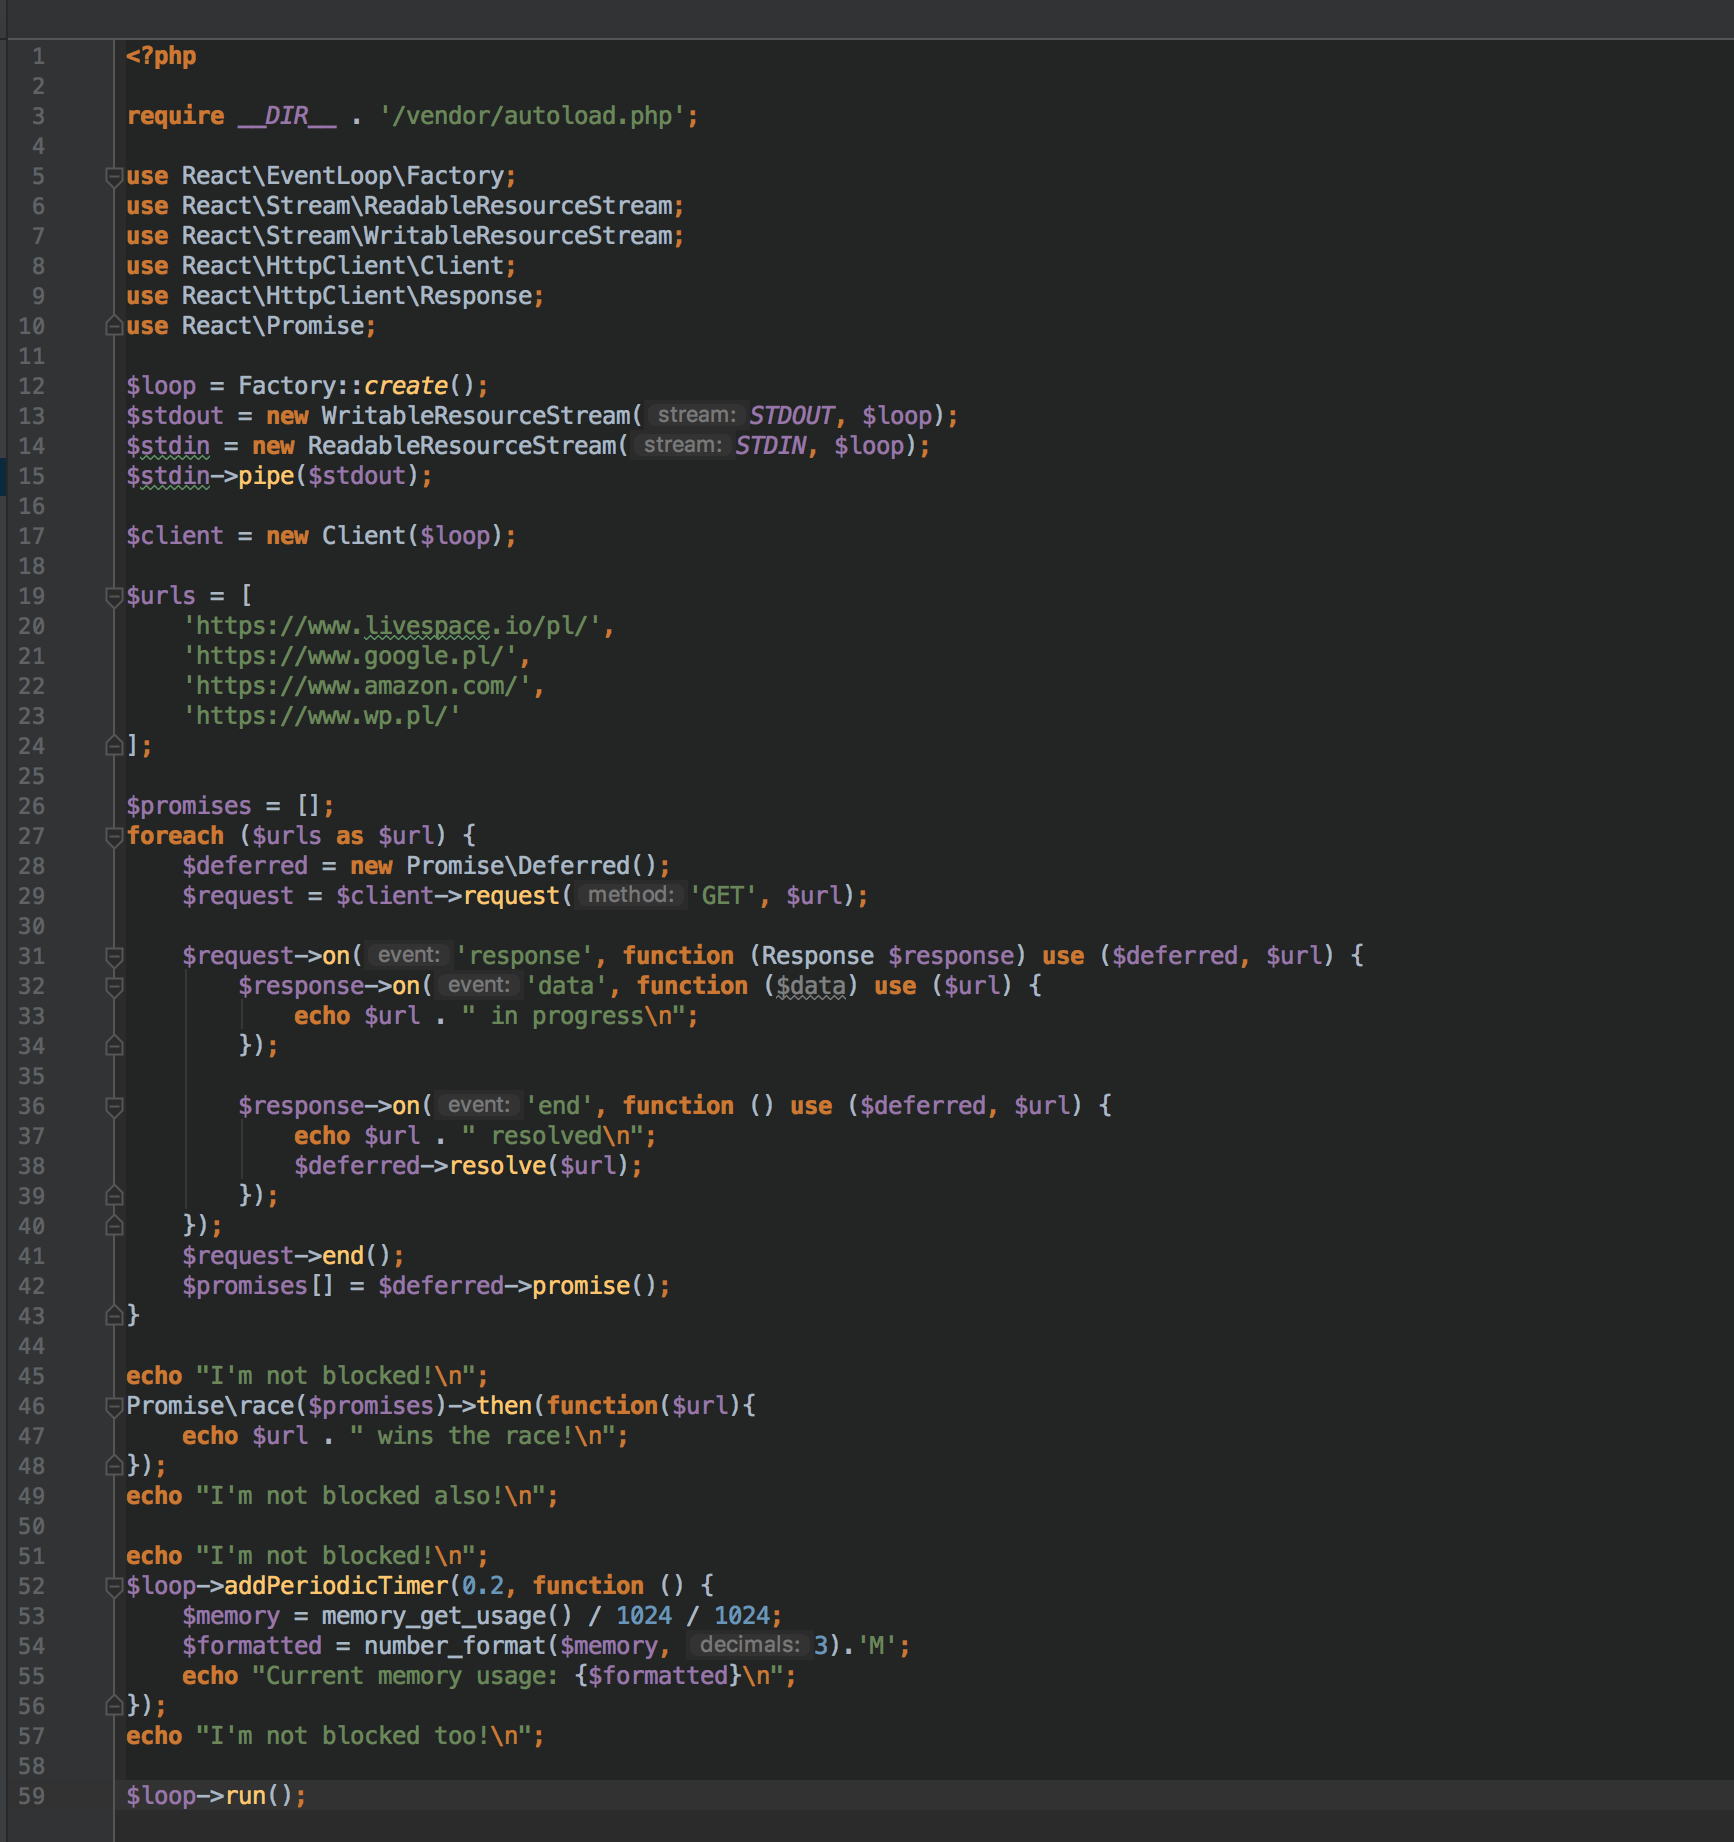 1 <?php
2
3 require __DIR__ . '/vendor/autoload.php';
4
5 use React\EventLoop\Factory;
6 use React\Stream\ReadableResourceStream;
7 use React\Stream\WritableResourceStream;
8 use React\HttpClient\Client;
9 use React\HttpClient\Response;
10 use React\Promise;
11
12 $loop = Factory::create();
13 $stdout = new WritableResourceStream( stream: STDOUT, $loop);
14 $stdin = new ReadableResourceStream( stream: STDIN, $loop);
15 $stdin->pipe($stdout);
16
17 $client = new Client($loop);
18
19 $urls = [
20     'https://www.livespace.io/pl/',
21     'https://www.google.pl/',
22     'https://www.amazon.com/',
23     'https://www.wp.pl/'
24 ];
25
26 $promises = [];
27 foreach ($urls as $url) {
28     $deferred = new Promise\Deferred();
29     $request = $client->request( method: 'GET', $url);
30
31     $request->on( event: 'response', function (Response $response) use ($deferred, $url) {
32         $response->on( event: 'data', function ($data) use ($url) {
33             echo $url . " in progress\n";
34         });
35
36         $response->on( event: 'end', function () use ($deferred, $url) {
37             echo $url . " resolved\n";
38             $deferred->resolve($url);
39         });
40     });
41     $request->end();
42     $promises[] = $deferred->promise();
43 }
44
45 echo "I'm not blocked!\n";
46 Promise\race($promises)->then(function($url){
47     echo $url . " wins the race!\n";
48 });
49 echo "I'm not blocked also!\n";
50
51 echo "I'm not blocked!\n";
52 $loop->addPeriodicTimer(0.2, function () {
53     $memory = memory_get_usage() / 1024 / 1024;
54     $formatted = number_format($memory, decimals: 3).'M';
55     echo "Current memory usage: {$formatted}\n";
56 });
57 echo "I'm not blocked too!\n";
58
59 $loop->run();